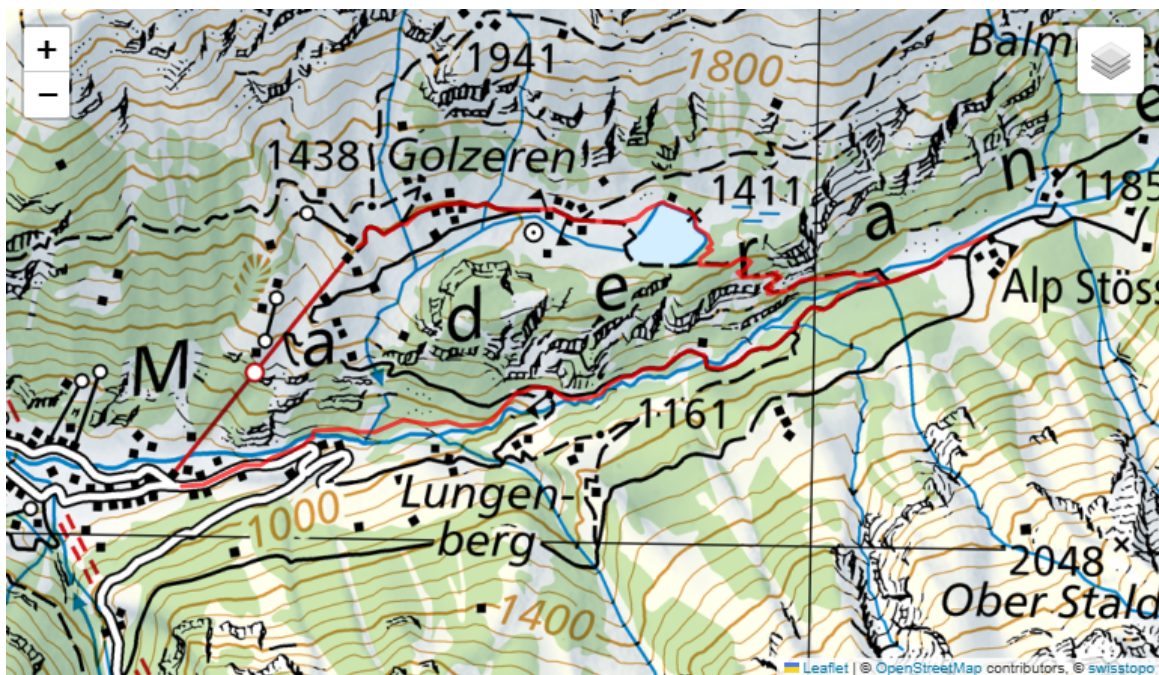 +
−
1941
1800
1438
Golzeren
1411
1185
M a d e r a n e
Alp Stöss
1161
Lungen-
berg
1000
2048
Ober Stald
1400
Leaflet | © OpenStreetMap contributors, © swisstopo